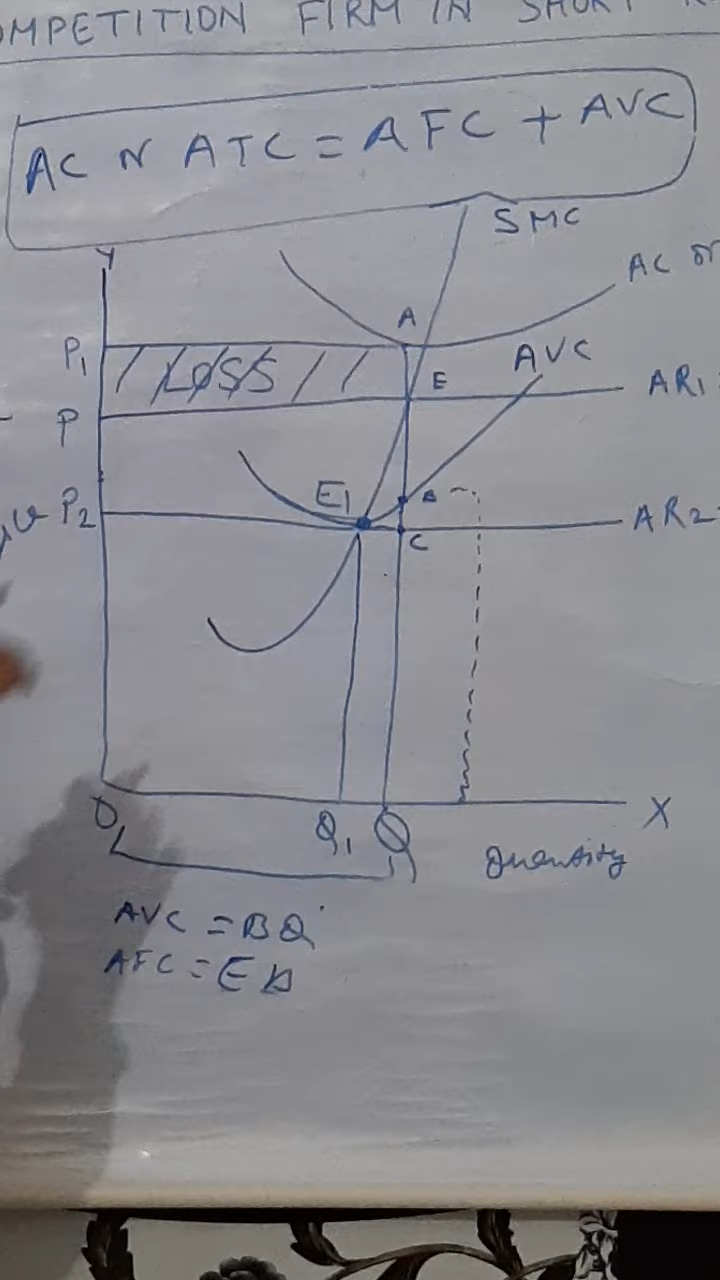 COMPETITION FIRM IN SHORT
AC or ATC = AFC + AVC
SMC
Y
AC or
A
P1
LOSS
AVC
E
AR1
P
E1
B
P2
AR2
C
O
Q1
Q
X
Quantity
AVC = BQ
AFC = EB